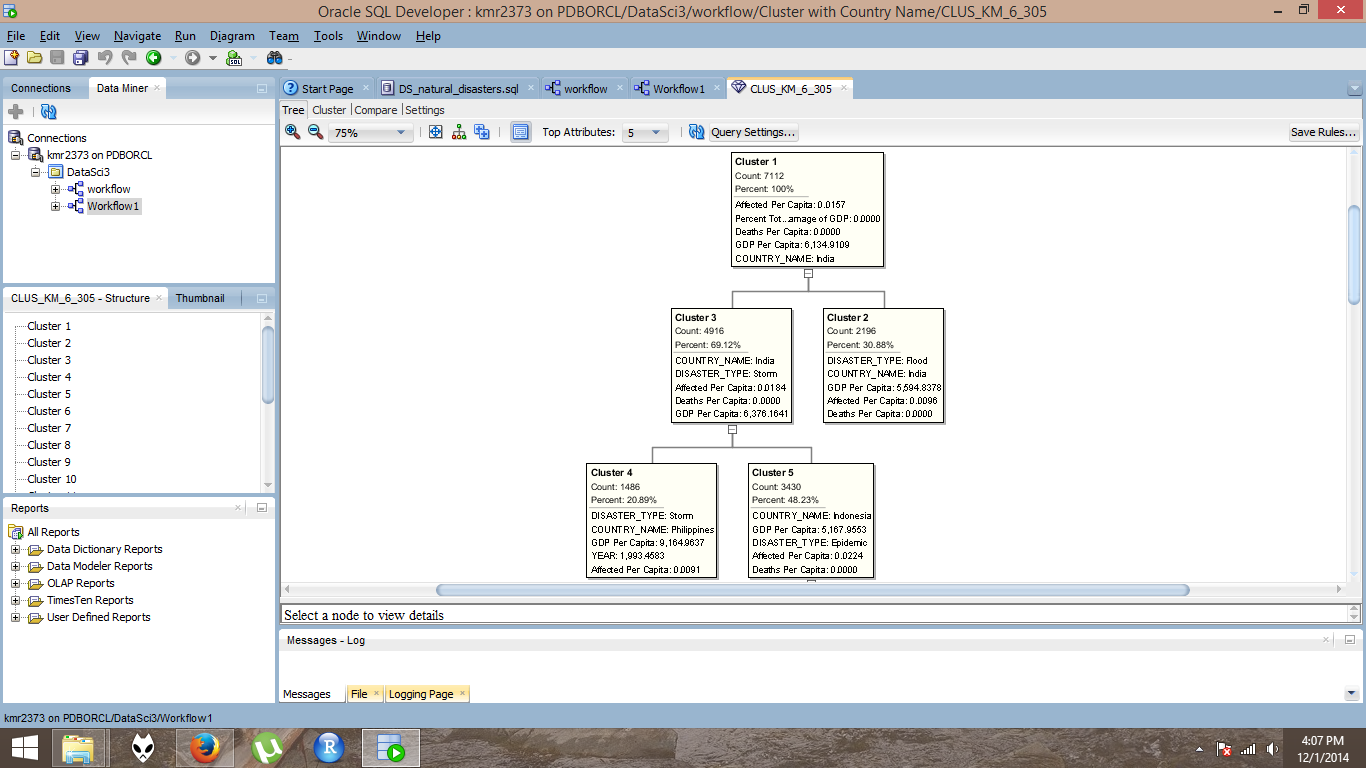 Oracle SQL Developer : kmr2373 on PDBORCL/DataSci3/workflow/Cluster with Country Name/CLUS_KM_6_305
File Edit View Navigate Run Diagram Team Tools Window Help
SQL
Connections
Data Miner
Start Page
DS_natural_disasters.sql
workflow
Workflow1
CLUS_KM_6_305
Tree Cluster Compare Settings
75%
Top Attributes: 5
Query Settings...
Save Rules...
Connections
kmr2373 on PDBORCL
DataSci3
workflow
Workflow1
CLUS_KM_6_305 - Structure
Thumbnail
Cluster 1
Cluster 2
Cluster 3
Cluster 4
Cluster 5
Cluster 6
Cluster 7
Cluster 8
Cluster 9
Cluster 10
Reports
All Reports
Data Dictionary Reports
Data Modeler Reports
OLAP Reports
TimesTen Reports
User Defined Reports
Cluster 1
Count: 7112
Percent: 100%
Affected Per Capita: 0.0157
Percent Tot...amage of GDP: 0.0000
Deaths Per Capita: 0.0000
GDP Per Capita: 6,134.9109
COUNTRY_NAME: India
Cluster 3
Count: 4916
Percent: 69.12%
COUNTRY_NAME: India
DISASTER_TYPE: Storm
Affected Per Capita: 0.0184
Deaths Per Capita: 0.0000
GDP Per Capita: 6,376.1641
Cluster 2
Count: 2196
Percent: 30.88%
DISASTER_TYPE: Flood
COUNTRY_NAME: India
GDP Per Capita: 5,594.8378
Affected Per Capita: 0.0096
Deaths Per Capita: 0.0000
Cluster 4
Count: 1486
Percent: 20.89%
DISASTER_TYPE: Storm
COUNTRY_NAME: Philippines
GDP Per Capita: 9,164.9637
YEAR: 1,993.4583
Affected Per Capita: 0.0091
Cluster 5
Count: 3430
Percent: 48.23%
COUNTRY_NAME: Indonesia
GDP Per Capita: 5,167.9553
DISASTER_TYPE: Epidemic
Affected Per Capita: 0.0224
Deaths Per Capita: 0.0000
Select a node to view details
Messages - Log
Messages
File
Logging Page
kmr2373 on PDBORCL/DataSci3/Workflow1
R
4:07 PM
12/1/2014